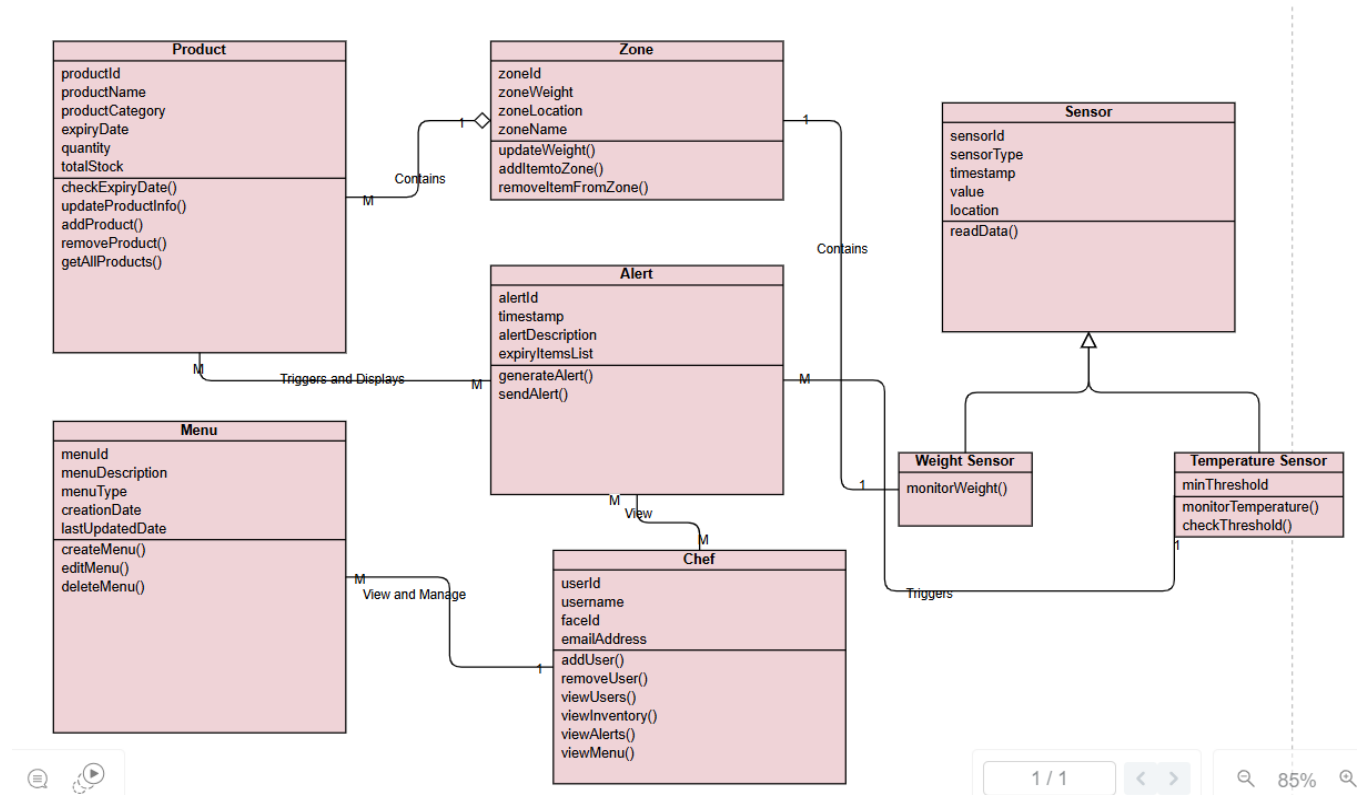 Product
productId
productName
productCategory
expiryDate
quantity
totalStock
checkExpiryDate()
updateProductInfo()
addProduct()
removeProduct()
getAllProducts()
M
Contains
1
Zone
zoneId
zoneWeight
zoneLocation
zoneName
updateWeight()
addItemtoZone()
removeItemFromZone()
1
Contains
1
Sensor
sensorId
sensorType
timestamp
value
location
readData()
Alert
alertId
timestamp
alertDescription
expiryItemsList
generateAlert()
sendAlert()
M
Triggers and Displays
M
M
Triggers
1
Weight Sensor
monitorWeight()
Temperature Sensor
minThreshold
monitorTemperature()
checkThreshold()
Menu
menuId
menuDescription
menuType
creationDate
lastUpdatedDate
createMenu()
editMenu()
deleteMenu()
M
View and Manage
1
M
View
M
Chef
userId
username
faceId
emailAddress
addUser()
removeUser()
viewUsers()
viewInventory()
viewAlerts()
viewMenu()
1 / 1
85%